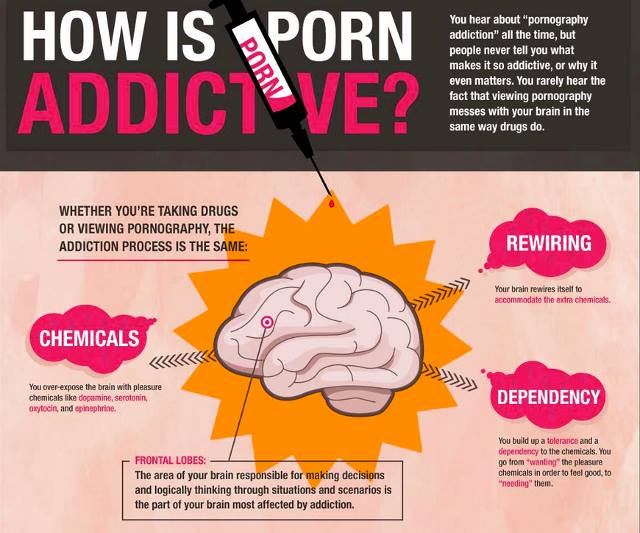 HOW IS PORN
ADDICTIVE?
PORN
You hear about “pornography
addiction” all the time, but
people never tell you what
makes it so addictive, or why it
even matters. You rarely hear the
fact that viewing pornography
messes with your brain in the
same way drugs do.
WHETHER YOU’RE TAKING DRUGS
OR VIEWING PORNOGRAPHY, THE
ADDICTION PROCESS IS THE SAME:
REWIRING
Your brain rewires itself to
accommodate the extra chemicals.
CHEMICALS
You over-expose the brain with pleasure
chemicals like dopamine, serotonin,
oxytocin, and epinephrine.
DEPENDENCY
You build up a tolerance and a
dependency to the chemicals. You
go from “wanting” the pleasure
chemicals in order to feel good, to
“needing” them.
FRONTAL LOBES:
The area of your brain responsible for making decisions
and logically thinking through situations and scenarios is
the part of your brain most affected by addiction.